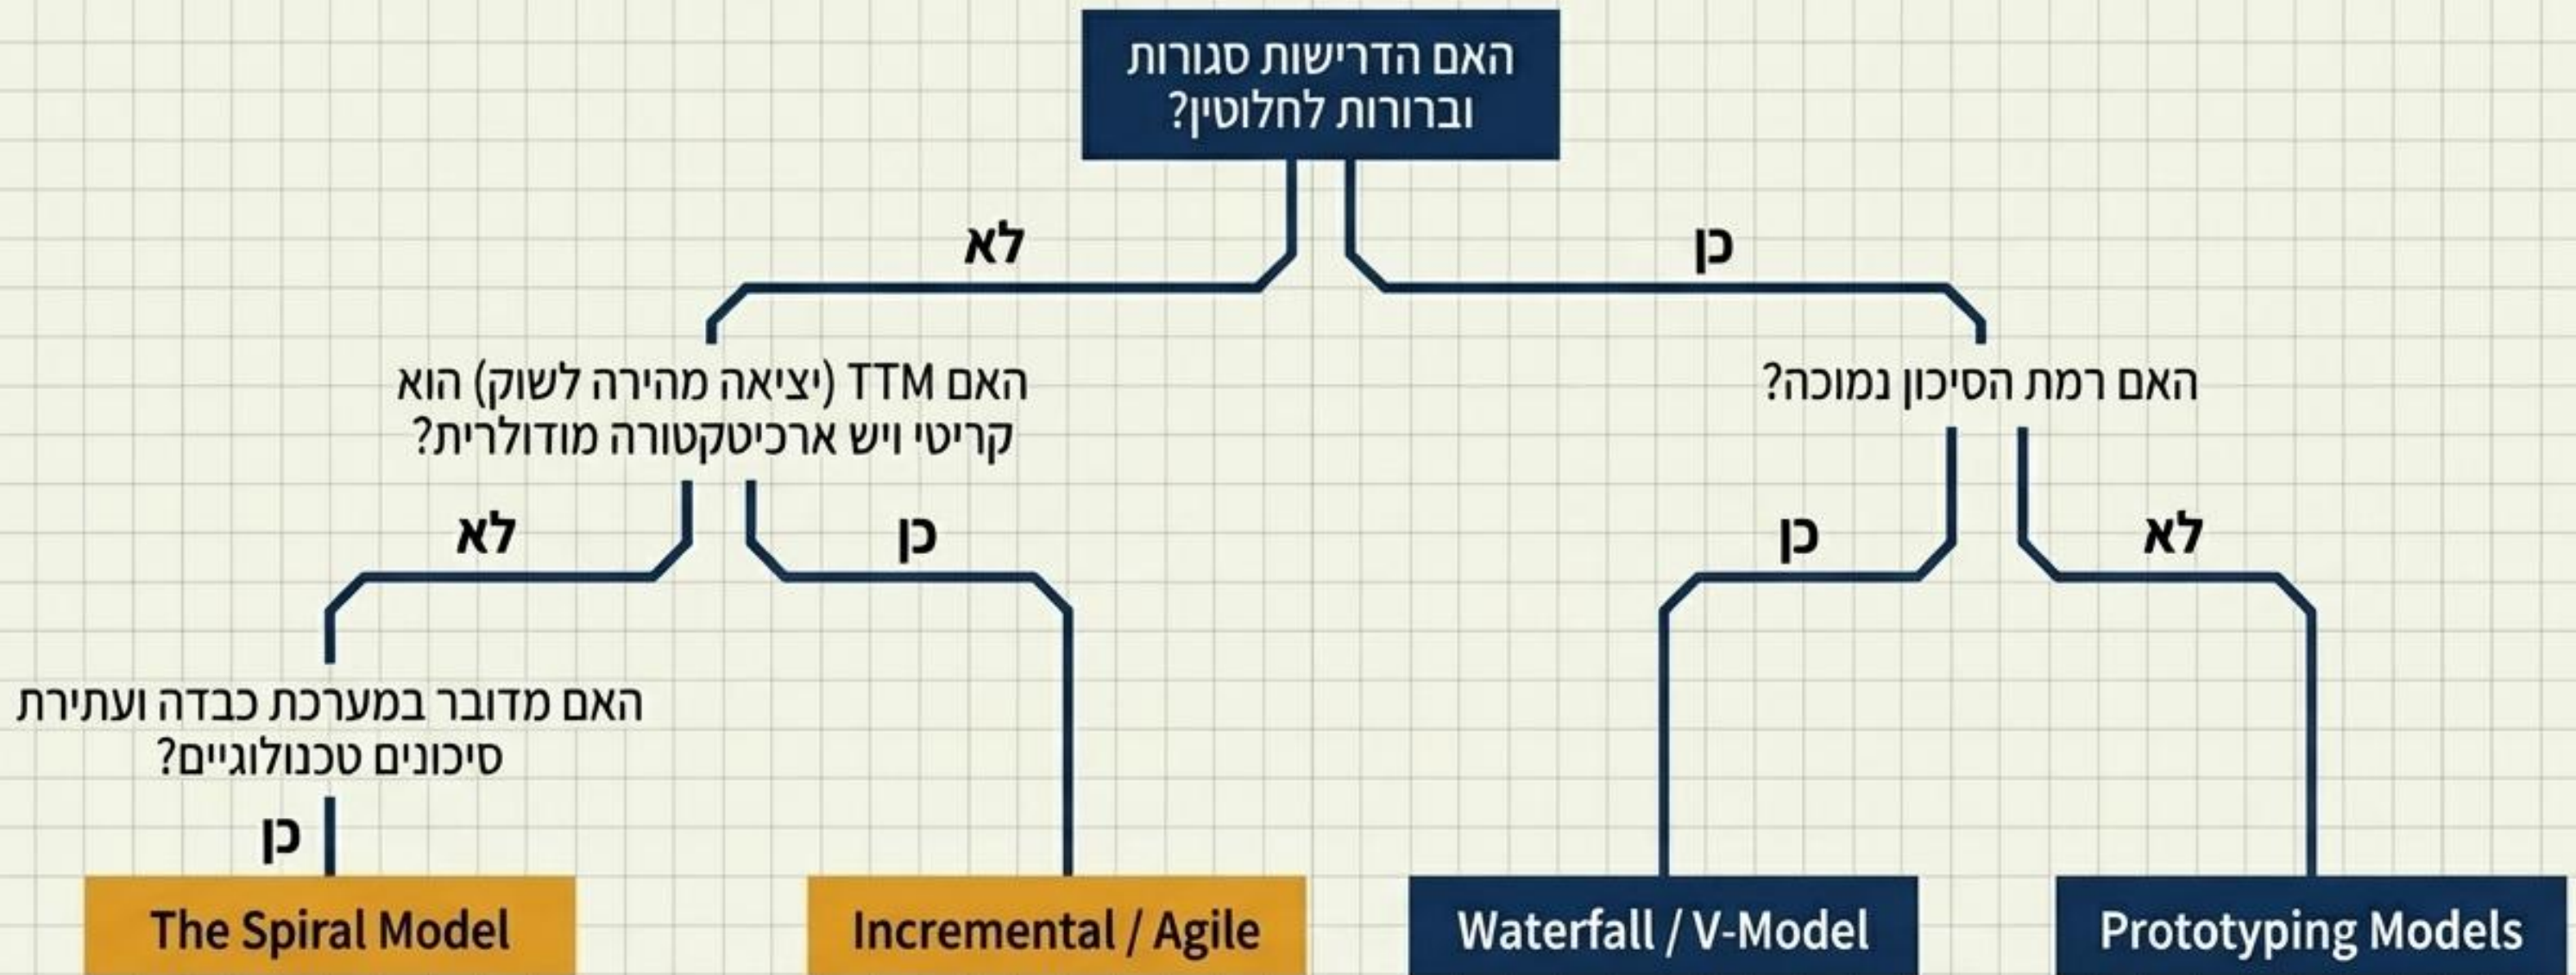 האם הדרישות סגורות
וברורות לחלוטין?
כן
לא
האם רמת הסיכון נמוכה?
האם TTM (יציאה מהירה לשוק) הוא
קריטי ויש ארכיטקטורה מודולרית?
לא
כן
כן
לא
האם מדובר במערכת כבדה ועתירת
סיכונים טכנולוגיים?
כן
Prototyping Models
Waterfall / V-Model
Incremental / Agile
The Spiral Model